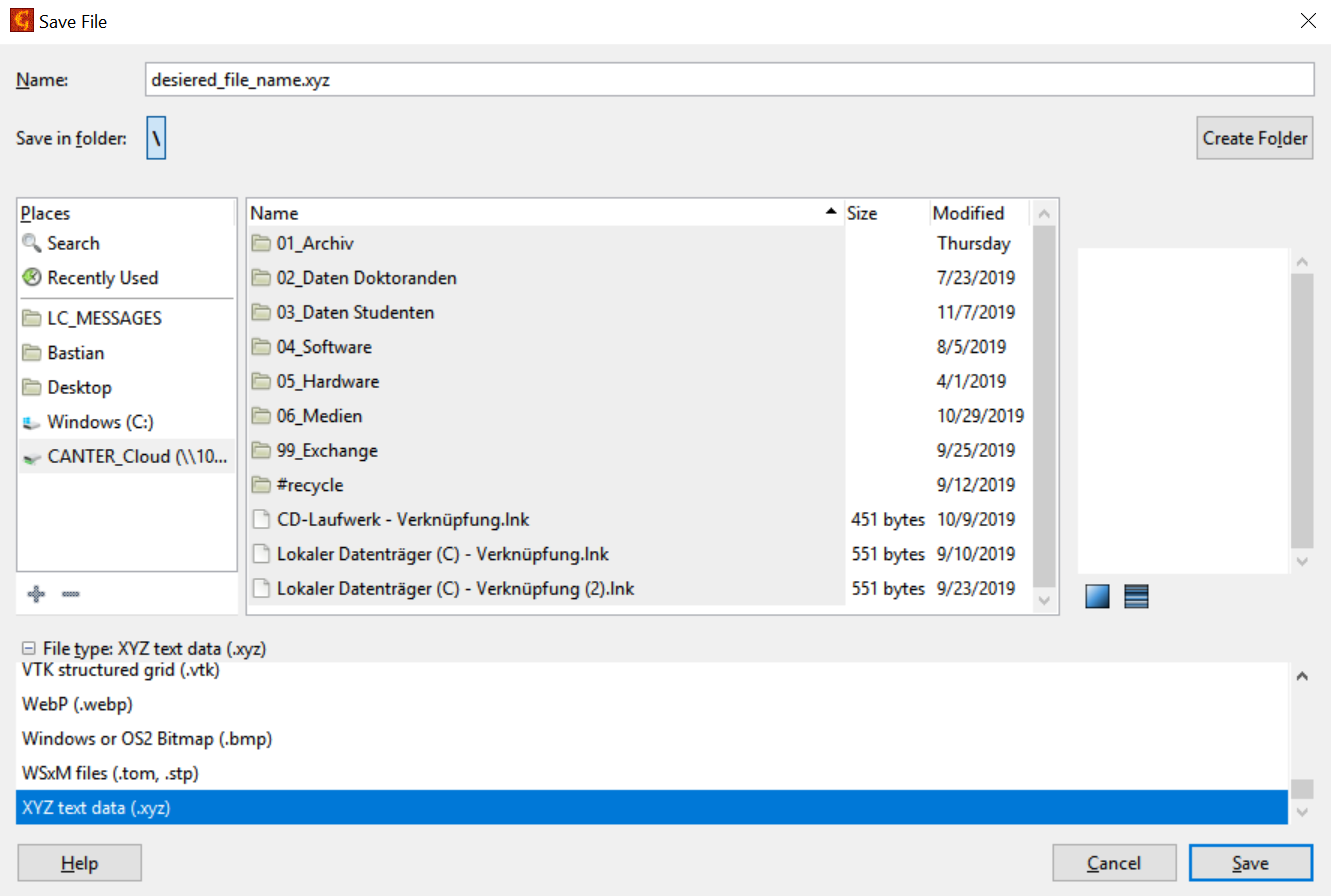 Save File
Name: desiered_file_name.xyz
Save in folder: \ Create Folder
Places
Search
Recently Used
LC_MESSAGES
Bastian
Desktop
Windows (C:)
CANTER_Cloud (\\10...
Name Size Modified
01_Archiv Thursday
02_Daten Doktoranden 7/23/2019
03_Daten Studenten 11/7/2019
04_Software 8/5/2019
05_Hardware 4/1/2019
06_Medien 10/29/2019
99_Exchange 9/25/2019
#recycle 9/12/2019
CD-Laufwerk - Verknüpfung.lnk 451 bytes 10/9/2019
Lokaler Datenträger (C) - Verknüpfung.lnk 551 bytes 9/10/2019
Lokaler Datenträger (C) - Verknüpfung (2).lnk 551 bytes 9/23/2019
File type: XYZ text data (.xyz)
VTK structured grid (.vtk)
WebP (.webp)
Windows or OS2 Bitmap (.bmp)
WSxM files (.tom, .stp)
XYZ text data (.xyz)
Help Cancel Save